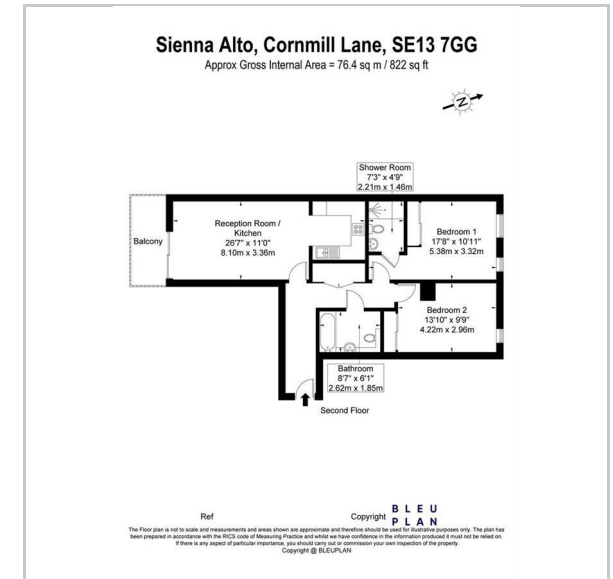 Sienna Alto, Cornmill Lane, SE13 7GG
Approx Gross Internal Area = 76.4 sq m / 822 sq ft
N
Shower Room
7'3" x 4'9"
2.21m x 1.46m
Balcony
Reception Room /
Kitchen
26'7" x 11'0"
8.10m x 3.36m
Bedroom 1
17'8" x 10'11"
5.38m x 3.32m
Bedroom 2
13'10" x 9'9"
4.22m x 2.96m
Bathroom
8'7" x 6'1"
2.62m x 1.85m
Second Floor
Ref
Copyright
BLEU
PLAN
The Floor plan is not to scale and measurements and areas shown are approximate and therefore should be used for illustrative purposes only. The plan has
been prepared in accordance with the RICS code of Measuring Practice and whilst we have confidence in the information produced it must not be relied on.
If there is any aspect of particular importance, you should carry out or commission your own inspection of the property.
Copyright @ BLEUPLAN